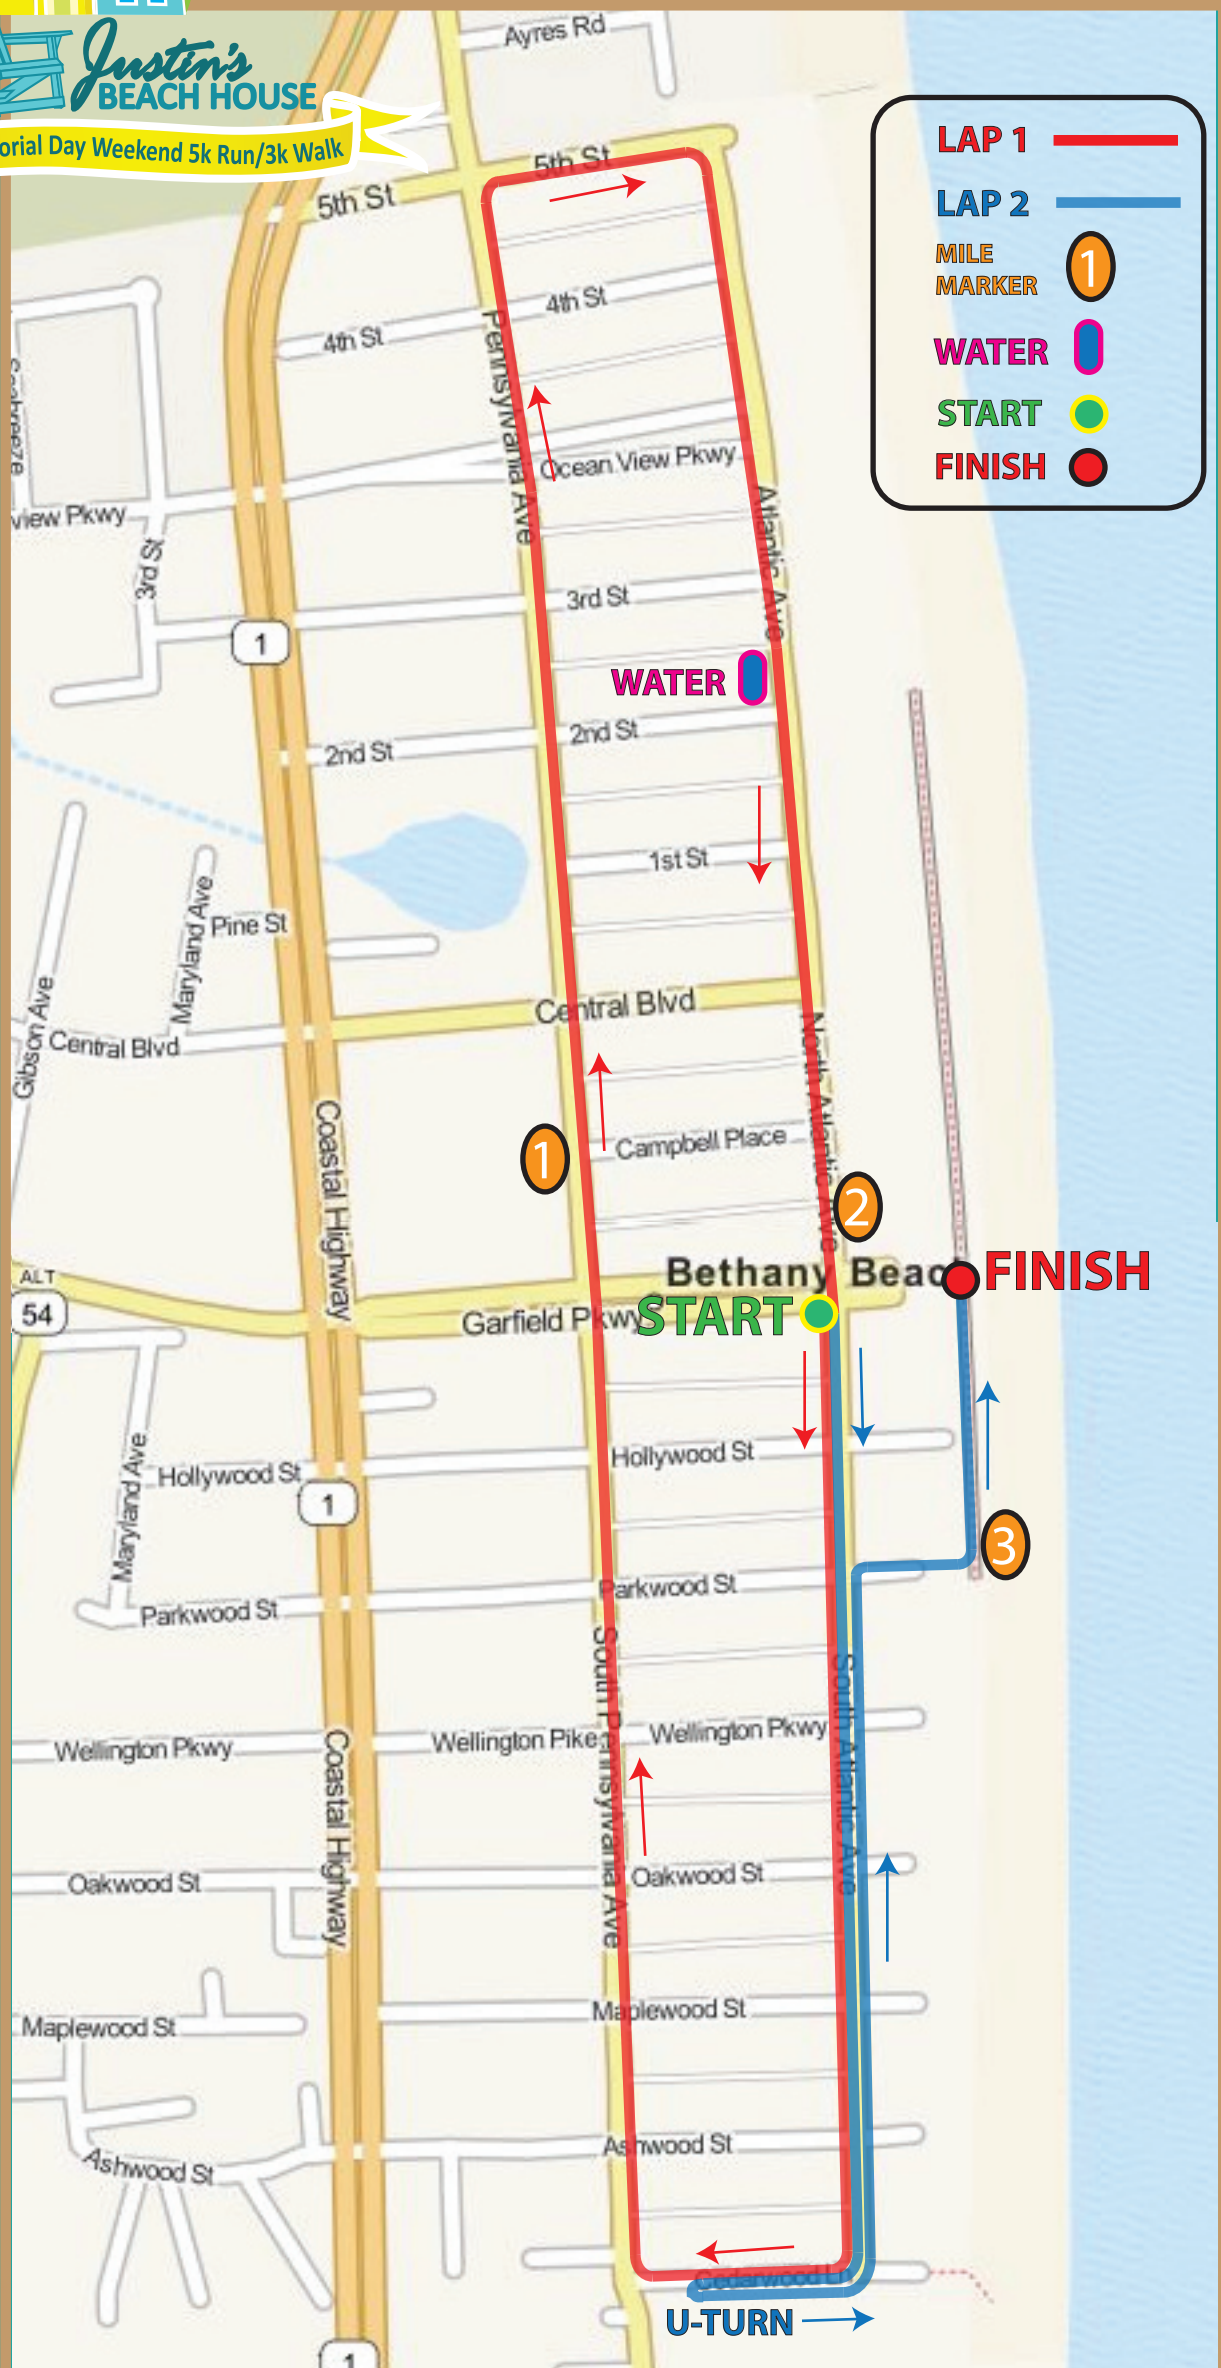 Justin's
BEACH HOUSE
orial Day Weekend 5k Run/3k Walk
Ayres Rd
LAP 1
LAP 2
MILE
MARKER
1
WATER
START
FINISH
5th St
5th St
4th St
4th St
Pennsylvania Ave
Ocean View Pkwy
view Pkwy
3rd St
3rd St
Atlantic Ave
1
WATER
2nd St
2nd St
1st St
Maryland Ave
Pine St
Gibson Ave
Central Blvd
Central Blvd
North Atlantic Ave
Coastal Highway
Campbell Place
1
2
Bethany Beac
FINISH
ALT
54
Garfield Pkwy
START
Maryland Ave
Hollywood St
Hollywood St
1
3
Parkwood St
Parkwood St
South Pennsylvania Ave
South Atlantic Ave
Wellington Pkwy
Wellington Pike
Wellington Pkwy
Coastal Highway
Oakwood St
Oakwood St
Maplewood St
Maplewood St
Ashwood St
Ashwood St
Cedarwood Ln
U-TURN
1